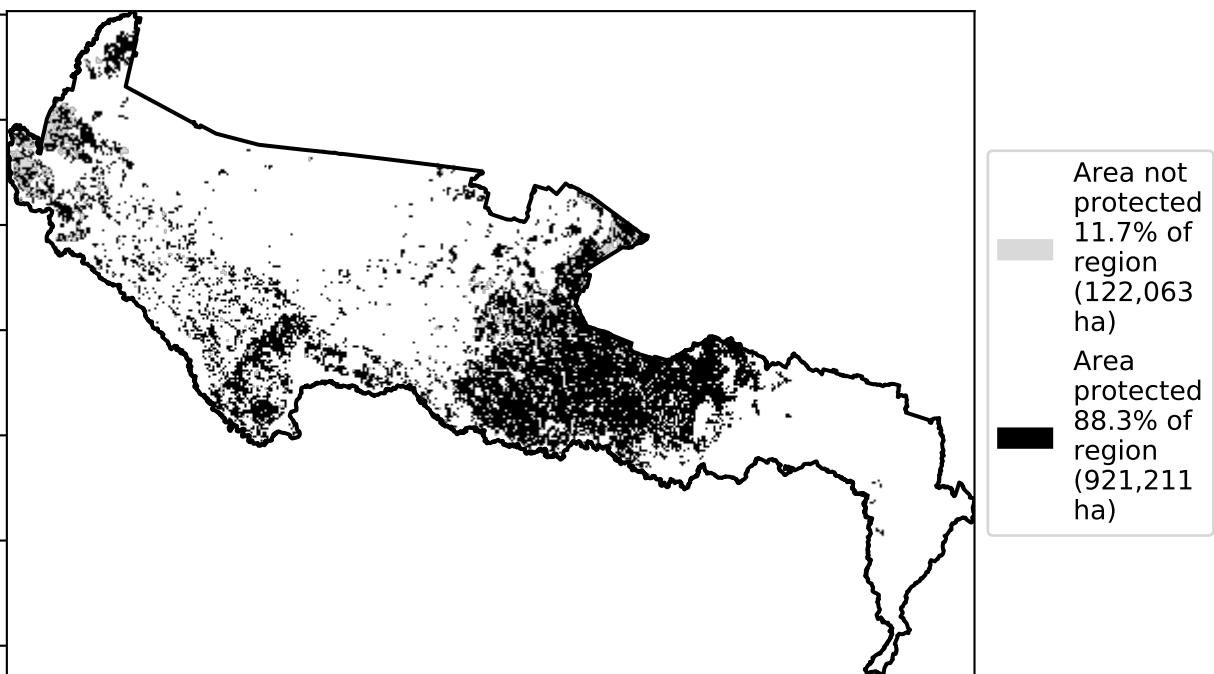 Area not
protected
11.7% of
region
(122,063
ha)
Area
protected
88.3% of
region
(921,211
ha)